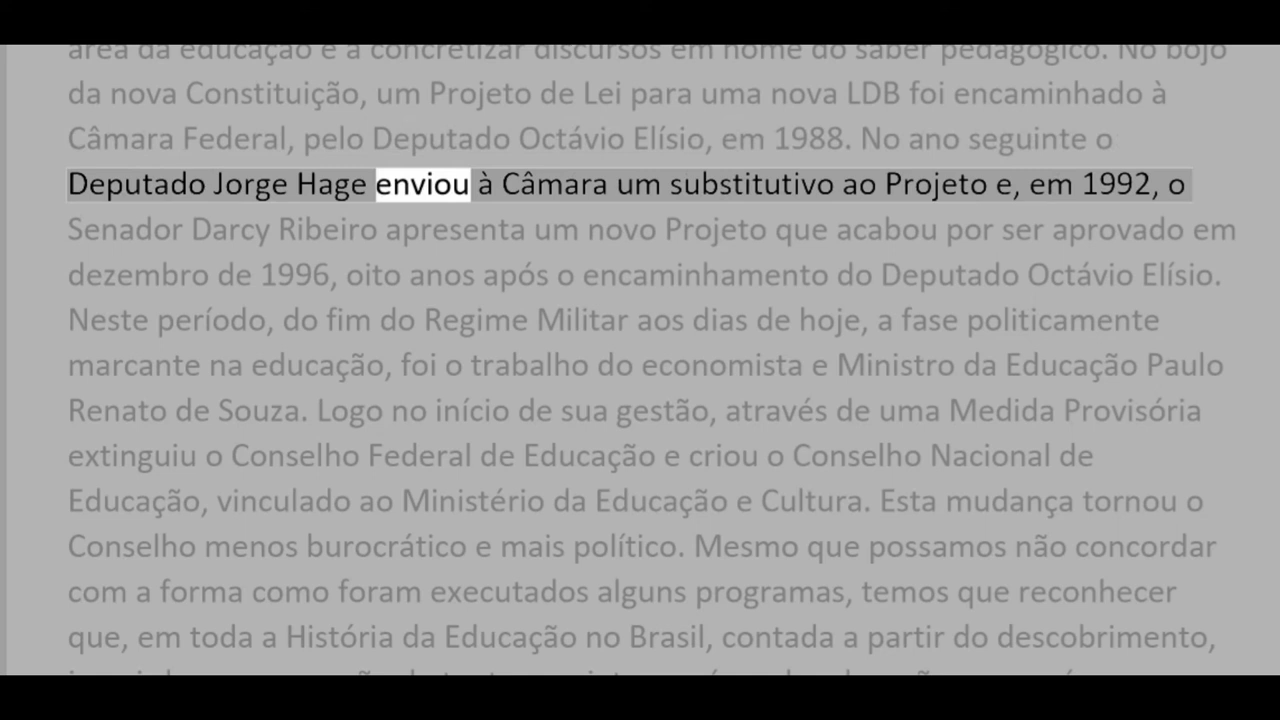 área da educação e a concretizar discursos em nome do saber pedagógico. No bojo
da nova Constituição, um Projeto de Lei para uma nova LDB foi encaminhado à
Câmara Federal, pelo Deputado Octávio Elísio, em 1988. No ano seguinte o
Deputado Jorge Hage enviou à Câmara um substitutivo ao Projeto e, em 1992, o
Senador Darcy Ribeiro apresenta um novo Projeto que acabou por ser aprovado em
dezembro de 1996, oito anos após o encaminhamento do Deputado Octávio Elísio.
Neste período, do fim do Regime Militar aos dias de hoje, a fase politicamente
marcante na educação, foi o trabalho do economista e Ministro da Educação Paulo
Renato de Souza. Logo no início de sua gestão, através de uma Medida Provisória
extinguiu o Conselho Federal de Educação e criou o Conselho Nacional de
Educação, vinculado ao Ministério da Educação e Cultura. Esta mudança tornou o
Conselho menos burocrático e mais político. Mesmo que possamos não concordar
com a forma como foram executados alguns programas, temos que reconhecer
que, em toda a História da Educação no Brasil, contada a partir do descobrimento,